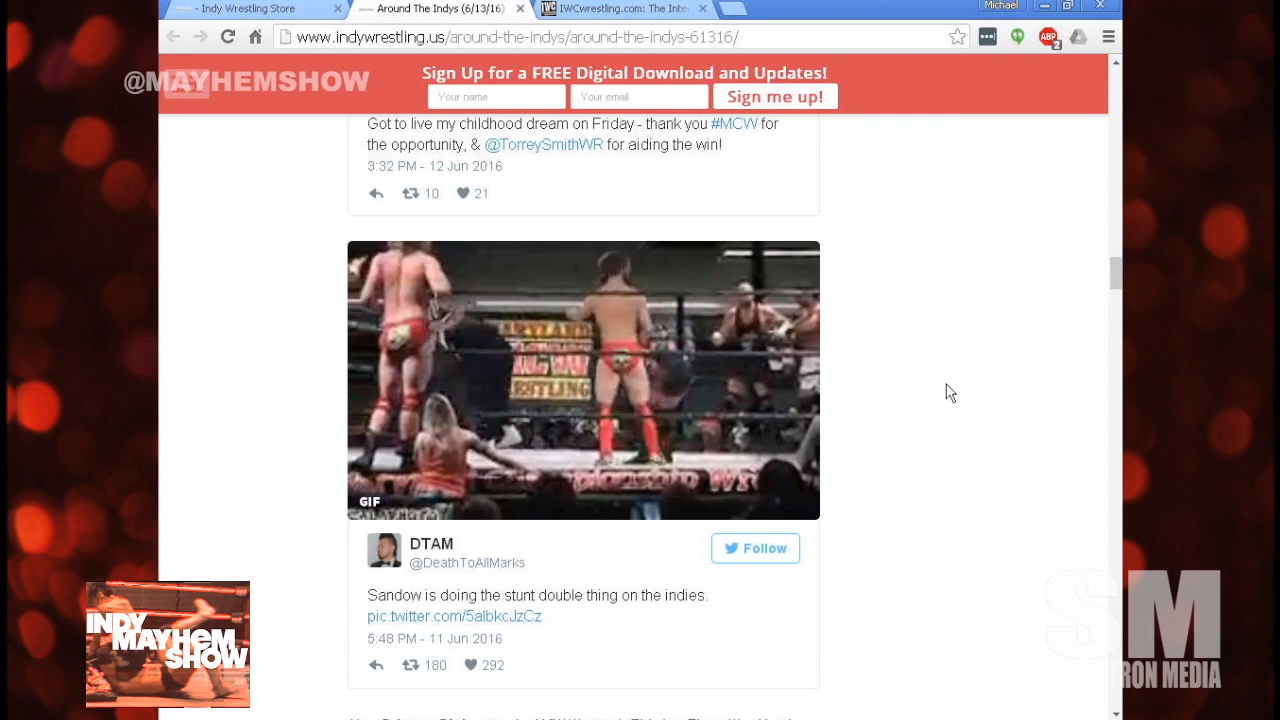 - Indy Wrestling Store
Around The Indys (6/13/16)
IWCwrestling.com: The Inte
Michael
www.indywrestling.us/around-the-indys/around-the-indys-61316/
ABP
2
@MAYHEMSHOW
Sign Up for a FREE Digital Download and Updates!
Your name
Your email
Sign me up!
Got to live my childhood dream on Friday - thank you #MCW for
the opportunity, & @TorreySmithWR for aiding the win!
3:32 PM - 12 Jun 2016
10
21
MARYLAND
WRESTLING
GIF
DTAM
@DeathToAllMarks
Follow
Sandow is doing the stunt double thing on the indies.
pic.twitter.com/5albkcJzCz
5:48 PM - 11 Jun 2016
180
292
INDY
MAYHEM
SHOW
SM
TRON MEDIA